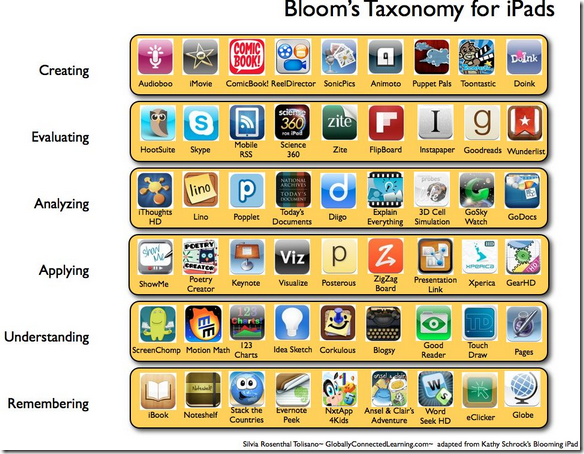 Bloom's Taxonomy for iPads
Creating
Audioboo iMovie ComicBook! ReelDirector SonicPics Animoto Puppet Pals Toontastic Doink
Evaluating
HootSuite Skype Mobile RSS Science 360 Zite FlipBoard Instapaper Goodreads Wunderlist
Analyzing
iThoughts HD Lino Popplet Today's Documents Diigo Explain Everything 3D Cell Simulation GoSky Watch GoDocs
Applying
ShowMe Poetry Creator Keynote Visualize Posterous ZigZag Board Presentation Link Xperica GearHD
Understanding
ScreenChomp Motion Math 123 Charts Idea Sketch Corkulous Blogsy Good Reader Touch Draw Pages
Remembering
iBook Noteshelf Stack the Countries Evernote Peek NxtApp 4Kids Ansel & Clair's Adventure Word Seek HD eClicker Globe
Silvia Rosenthal Tolisano~ GloballyConnectedLearning.com~ adapted from Kathy Schrock's Blooming iPad